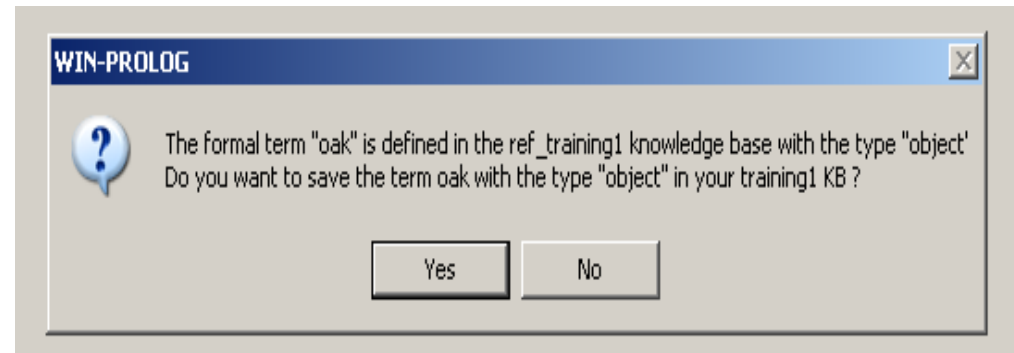 WIN-PROLOG
The formal term "oak" is defined in the ref_training1 knowledge base with the type "object'
Do you want to save the term oak with the type "object" in your training1 KB ?
Yes
No